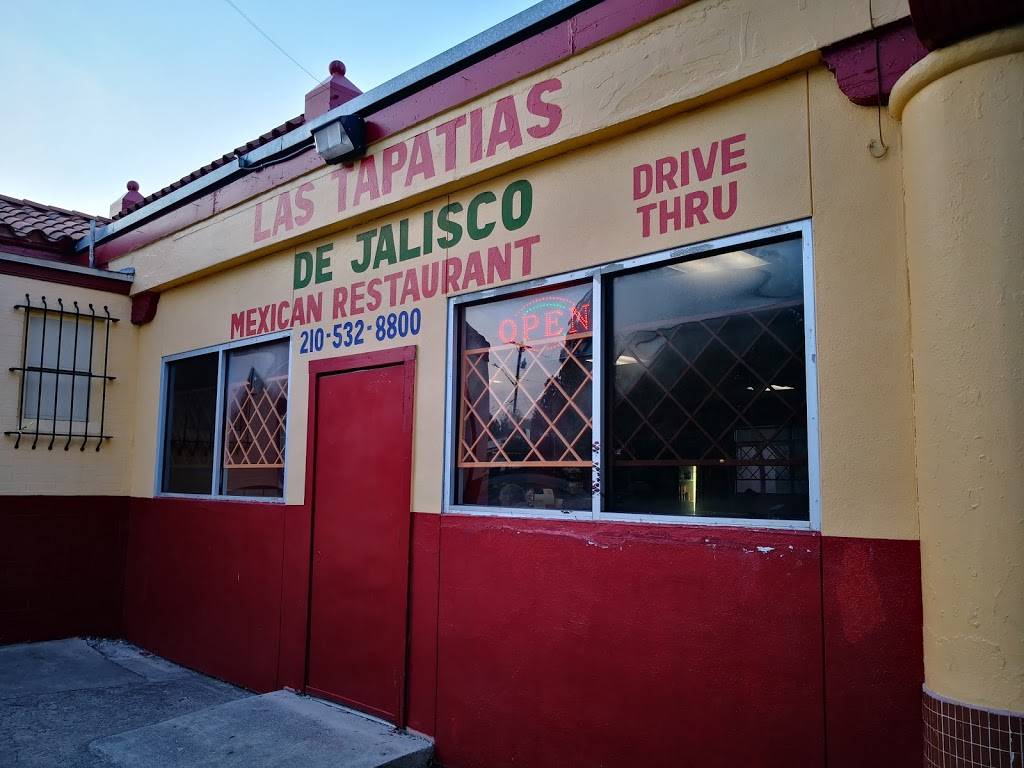 LAS TAPATIAS
DE JALISCO
MEXICAN RESTAURANT
210-532-8800
DRIVE
THRU
OPEN